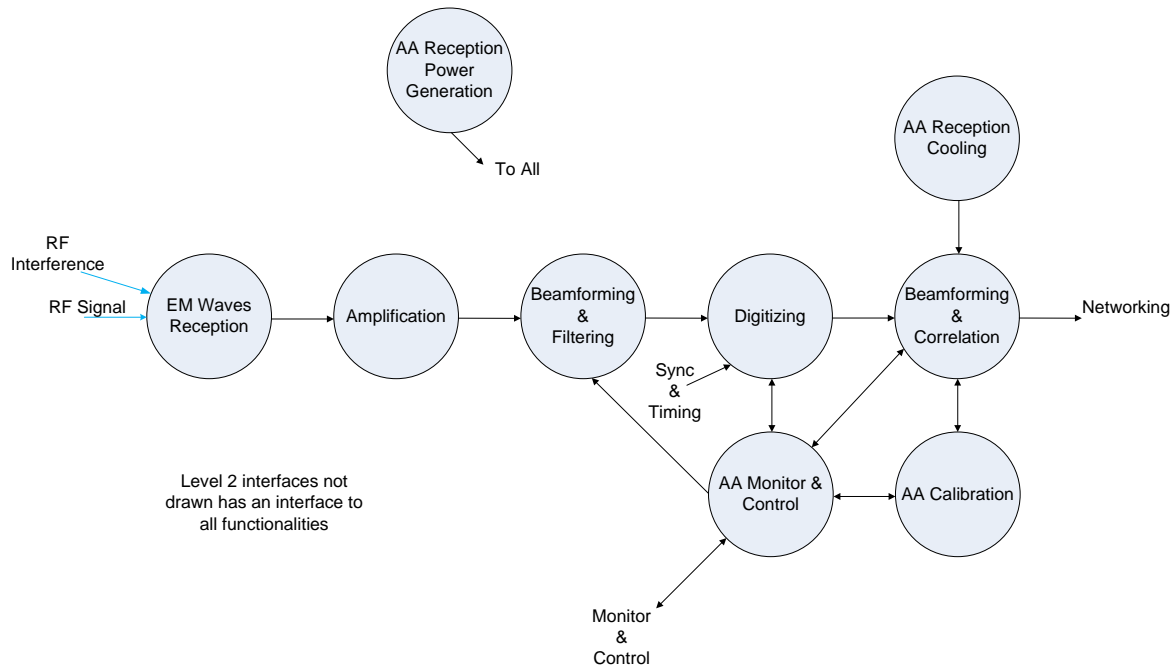 AA Reception
Power
Generation
To All
AA Reception
Cooling
RF
Interference
RF Signal
EM Waves
Reception
Amplification
Beamforming
&
Filtering
Digitizing
Beamforming
&
Correlation
Networking
Sync
&
Timing
Level 2 interfaces not
drawn has an interface to
all functionalities
AA Monitor &
Control
AA Calibration
Monitor
&
Control